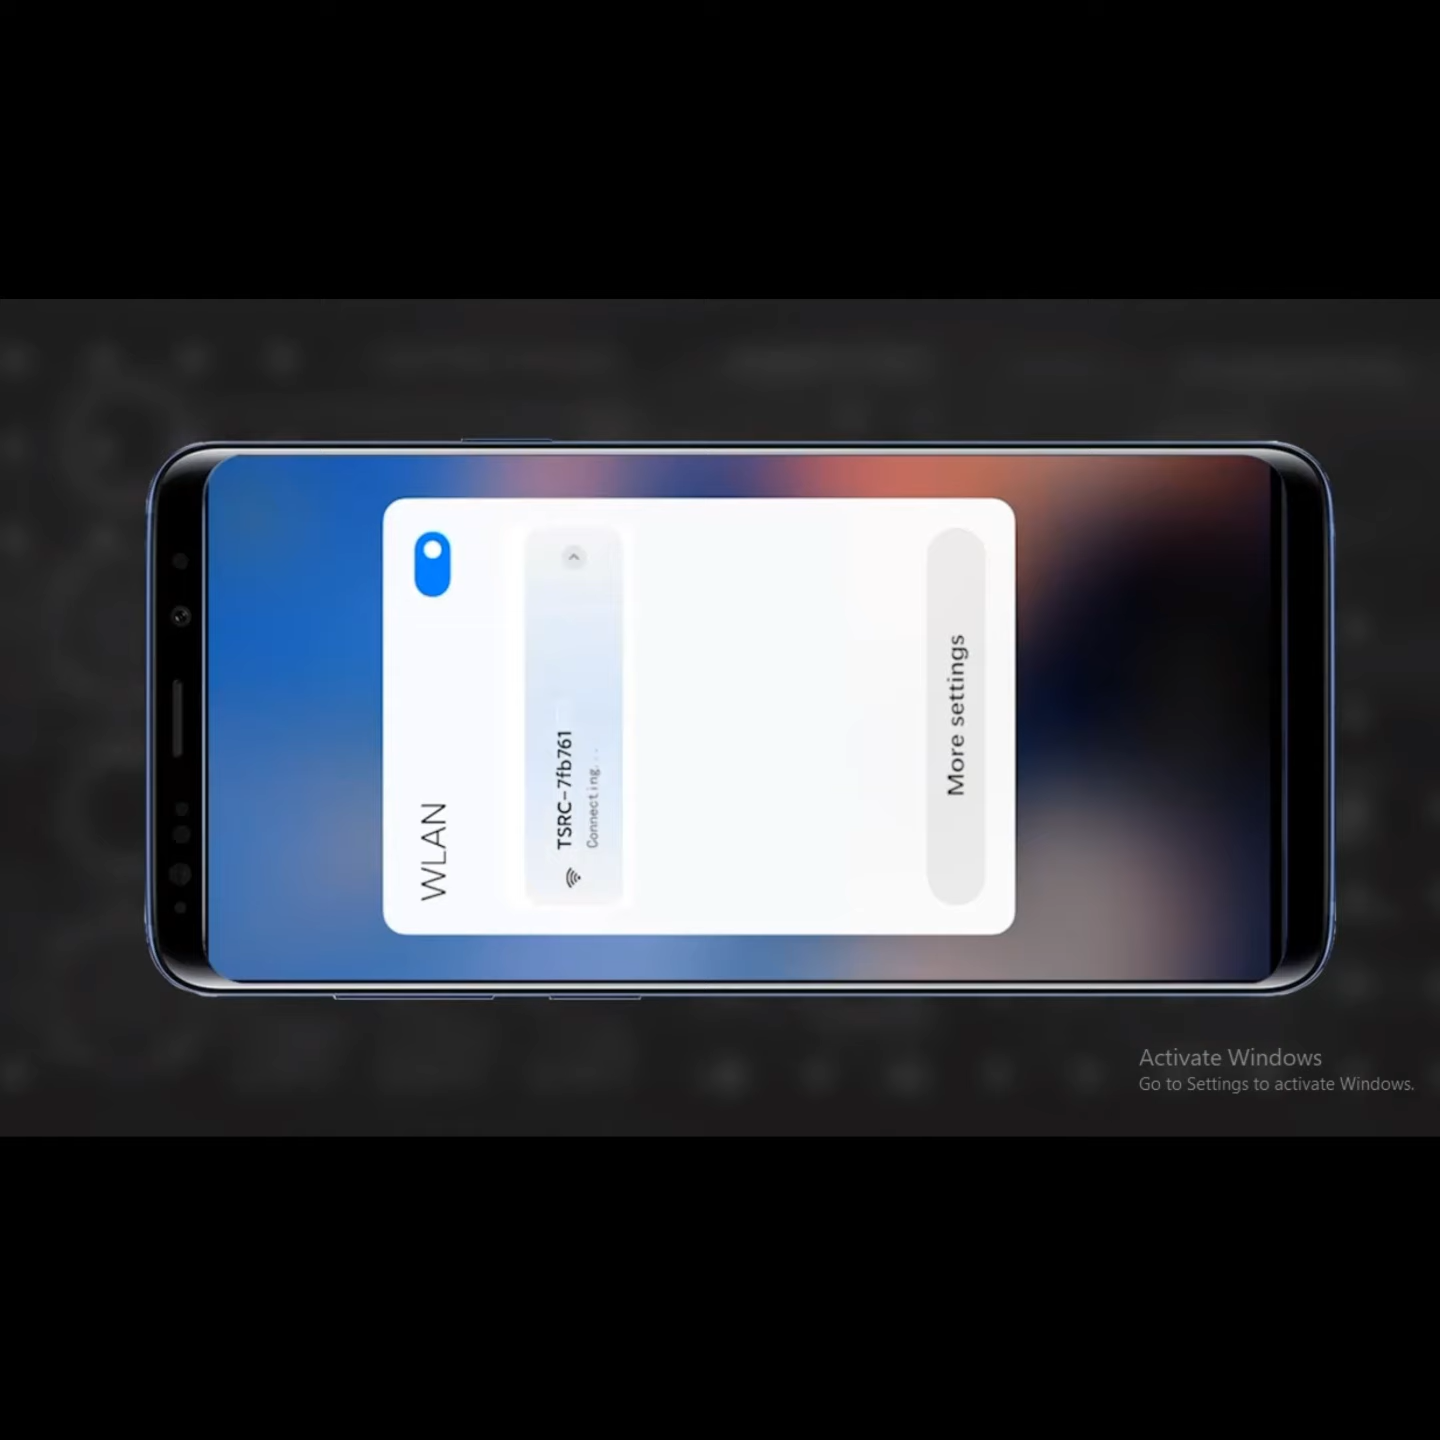 WLAN
TSRC-7fb761
Connecting...
More settings
Activate Windows
Go to Settings to activate Windows.